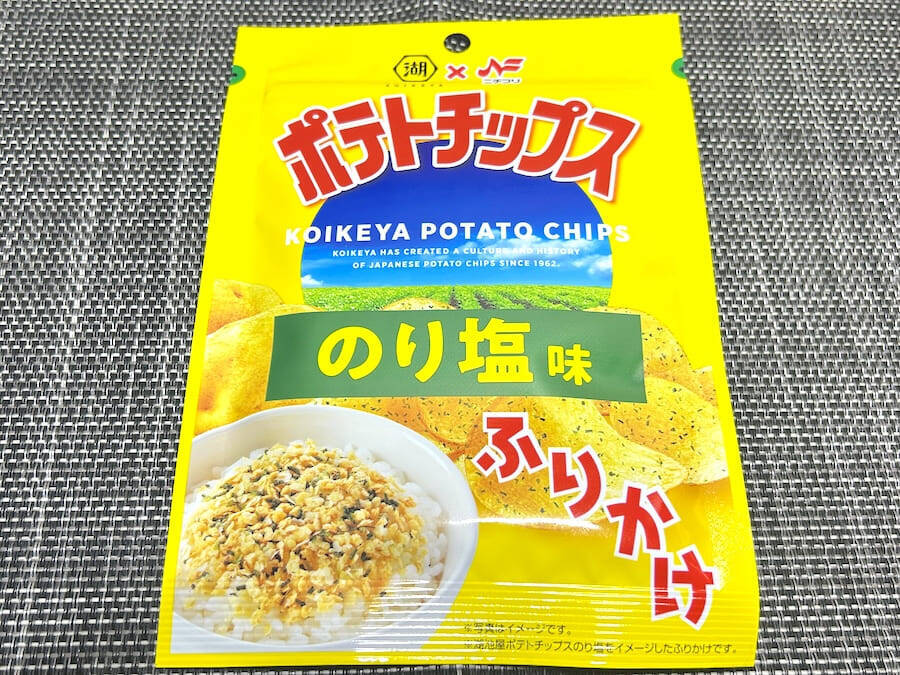 湖 × NF
KOIKEYA ニチフリ
ポテトチップス
KOIKEYA POTATO CHIPS
KOIKEYA HAS CREATED A CULTURE AND HISTORY
OF JAPANESE POTATO CHIPS SINCE 1962.
のり塩味
ふりかけ
※写真はイメージです。
※湖池屋ポテトチップスのり塩をイメージしたふりかけです。